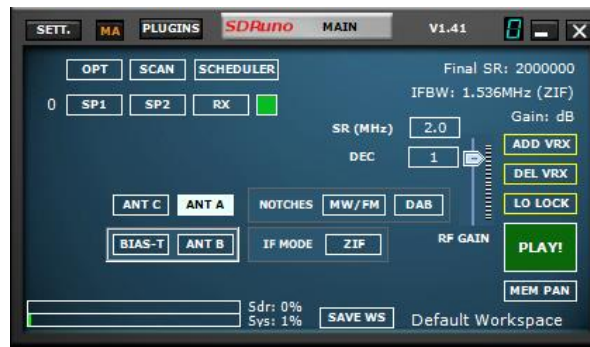 SETT. MA PLUGINS SDRuno MAIN V1.41 0
OPT SCAN SCHEDULER Final SR: 2000000
IFBW: 1.536MHz (ZIF)
0 SP1 SP2 RX Gain: dB
SR (MHz) 2.0
ADD VRX
DEC 1
DEL VRX
ANT C ANT A NOTCHES MW/FM DAB LO LOCK
BIAS-T ANT B IF MODE ZIF RF GAIN PLAY!
MEM PAN
Sdr: 0%
Sys: 1% SAVE WS Default Workspace